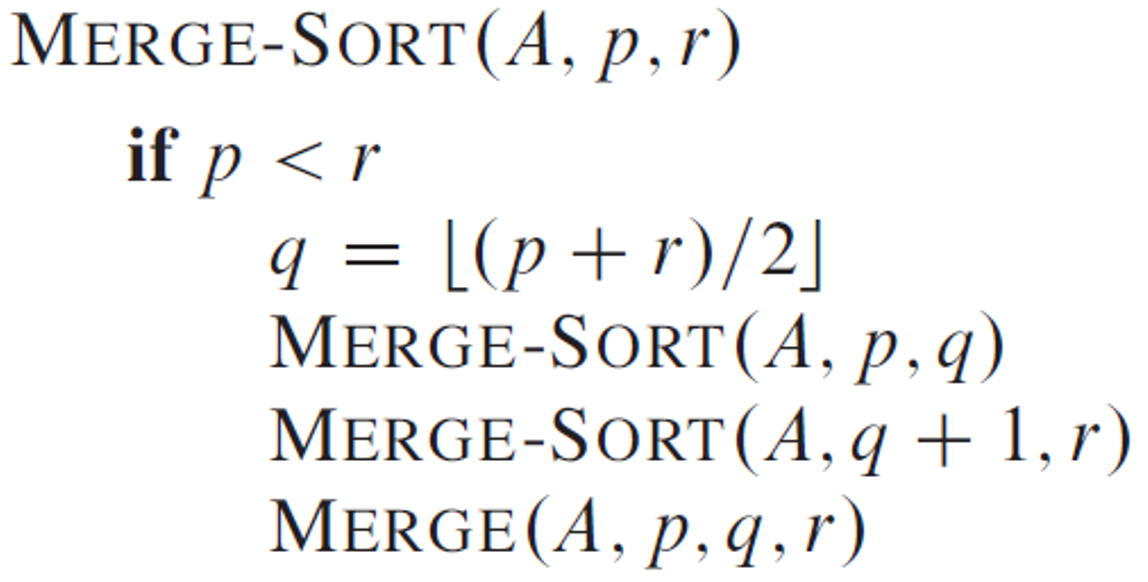 MERGE-SORT(A, p, r)
if p < r
q = ⌊(p + r)/2⌋
MERGE-SORT(A, p, q)
MERGE-SORT(A, q + 1, r)
MERGE(A, p, q, r)